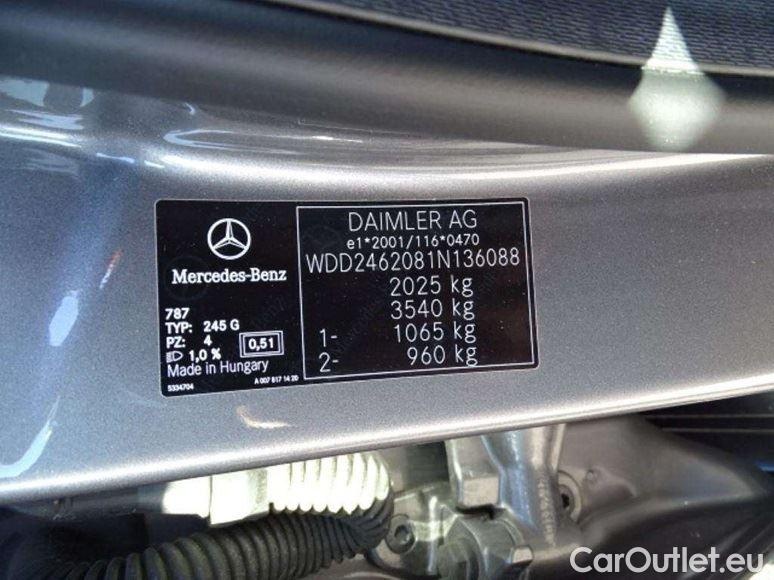 Mercedes-Benz
787
TYP: 245 G
PZ: 4
1,0 %
0,51
Made in Hungary
5334704
A 007 817 14 20
DAIMLER AG
e1*2001/116*0470
WDD2462081N136088
2025 kg
3540 kg
1- 1065 kg
2- 960 kg
CarOutlet.eu